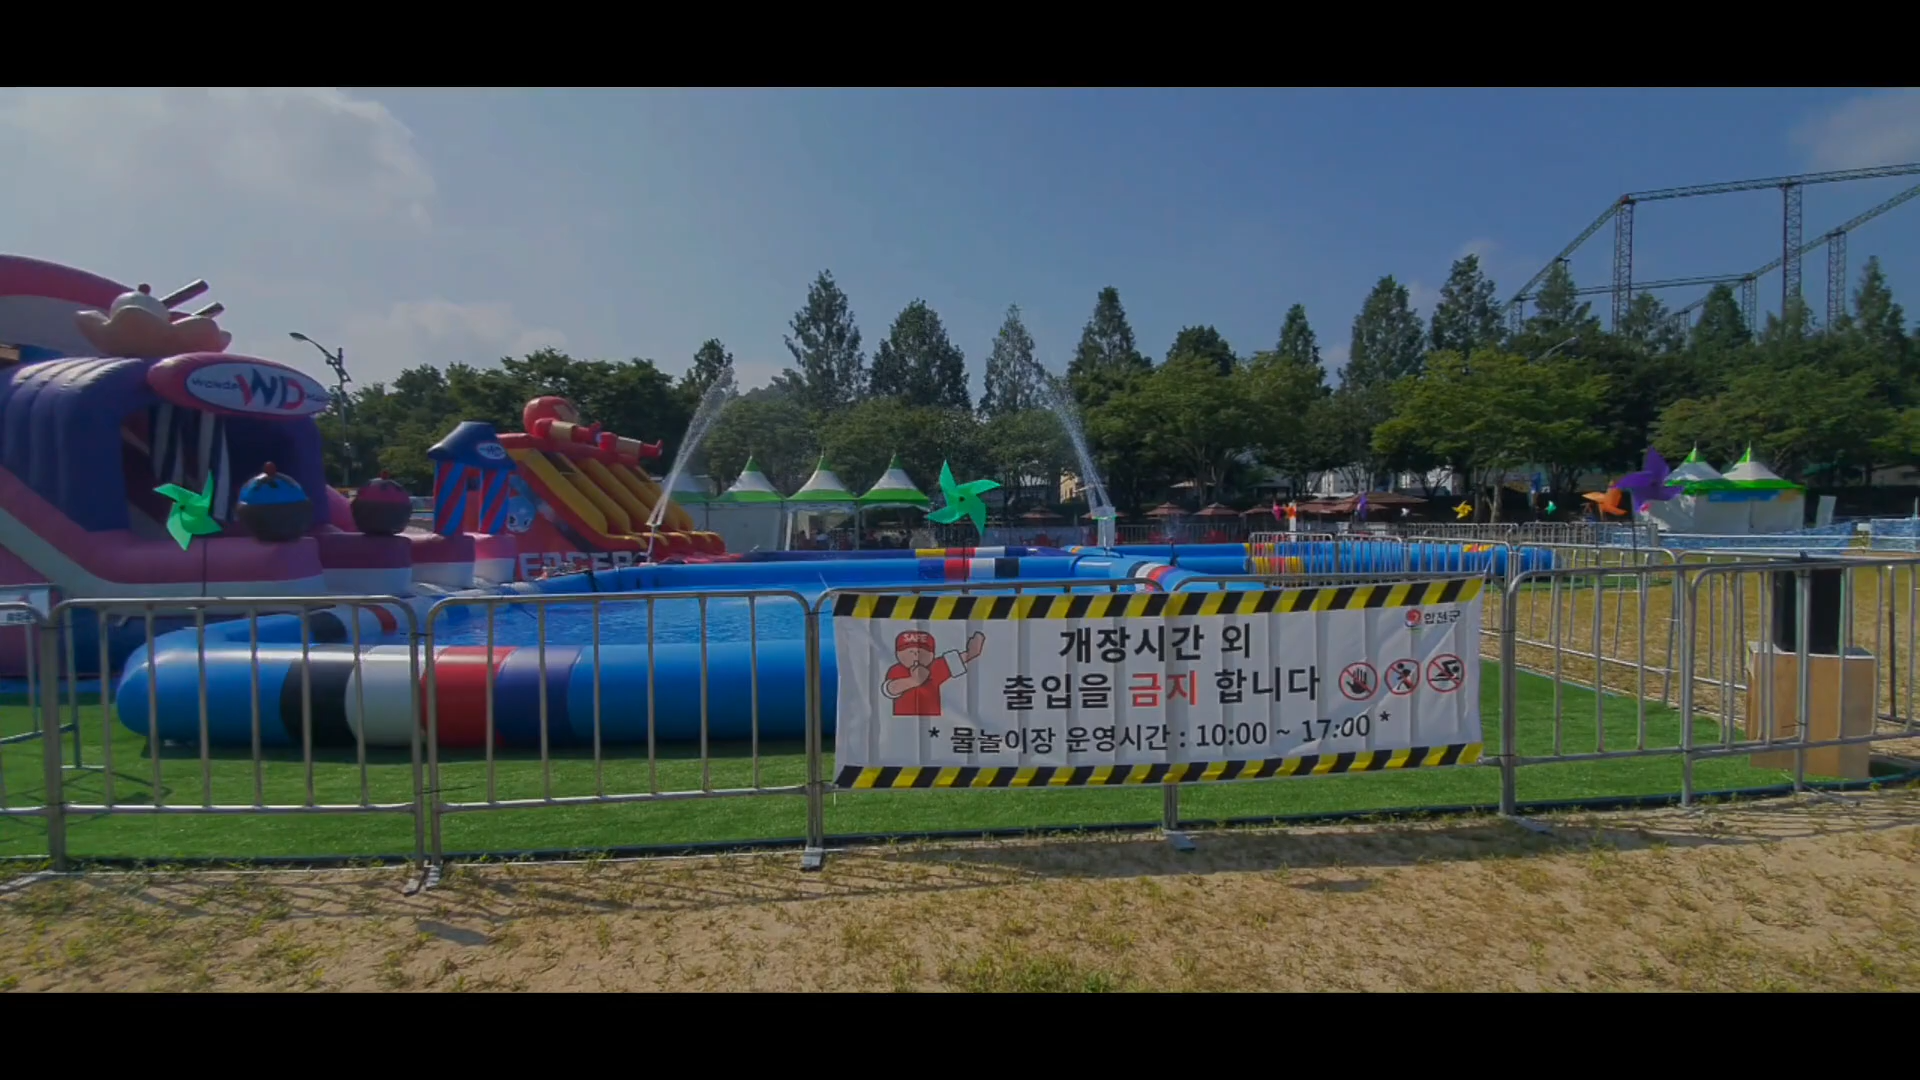 WD
합천군
SAFE
개장시간 외
출입을 금지 합니다
* 물놀이장 운영시간 : 10:00 ~ 17:00 *